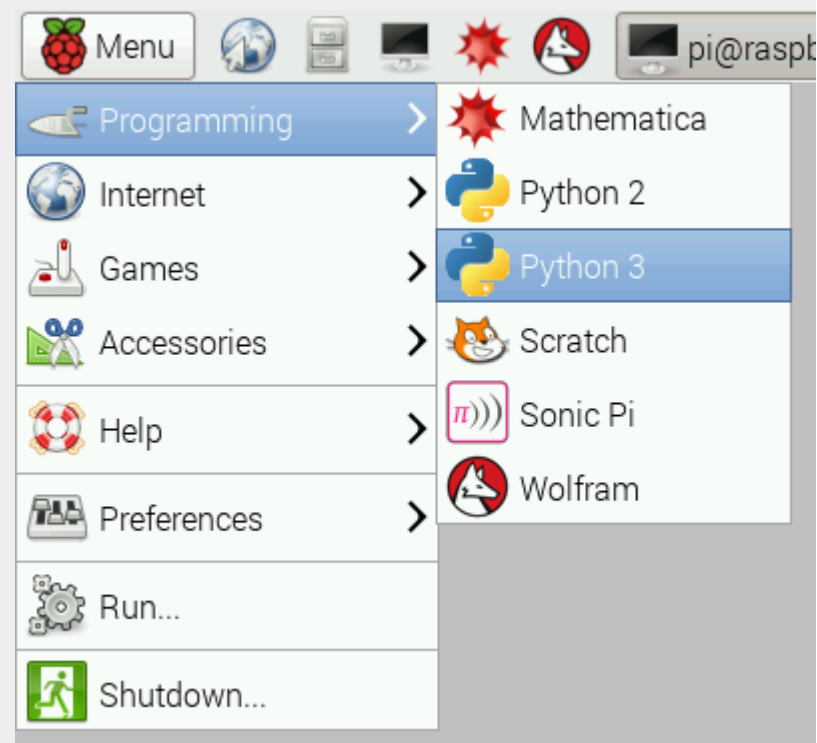 Menu
pi@raspb
Programming
Internet
Games
Accessories
Help
Preferences
Run...
Shutdown...
Mathematica
Python 2
Python 3
Scratch
π)))
Sonic Pi
Wolfram